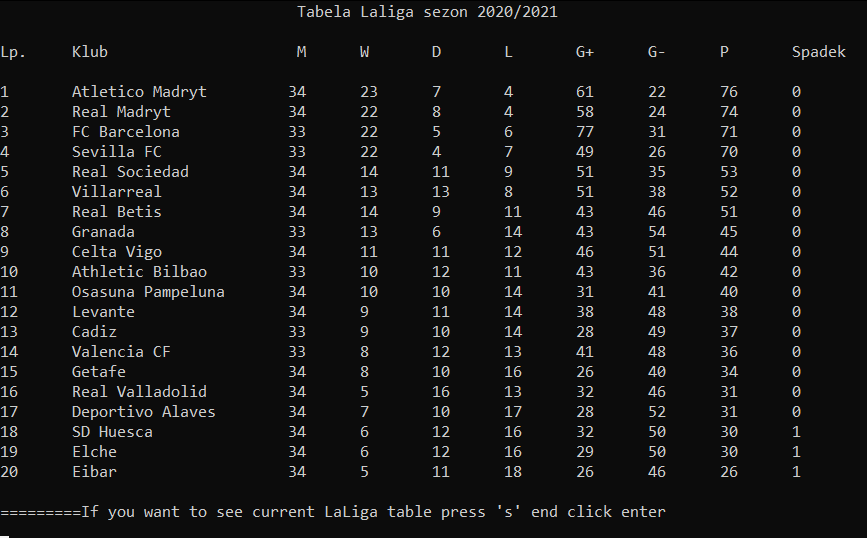 Tabela Laliga sezon 2020/2021
Lp. Klub M W D L G+ G- P Spadek
1 Atletico Madryt 34 23 7 4 61 22 76 0
2 Real Madryt 34 22 8 4 58 24 74 0
3 FC Barcelona 33 22 5 6 77 31 71 0
4 Sevilla FC 33 22 4 7 49 26 70 0
5 Real Sociedad 34 14 11 9 51 35 53 0
6 Villarreal 34 13 13 8 51 38 52 0
7 Real Betis 34 14 9 11 43 46 51 0
8 Granada 33 13 6 14 43 54 45 0
9 Celta Vigo 34 11 11 12 46 51 44 0
10 Athletic Bilbao 33 10 12 11 43 36 42 0
11 Osasuna Pampeluna 34 10 10 14 31 41 40 0
12 Levante 34 9 11 14 38 48 38 0
13 Cadiz 33 9 10 14 28 49 37 0
14 Valencia CF 33 8 12 13 41 48 36 0
15 Getafe 34 8 10 16 26 40 34 0
16 Real Valladolid 34 5 16 13 32 46 31 0
17 Deportivo Alaves 34 7 10 17 28 52 31 0
18 SD Huesca 34 6 12 16 32 50 30 1
19 Elche 34 6 12 16 29 50 30 1
20 Eibar 34 5 11 18 26 46 26 1
=========If you want to see current LaLiga table press 's' end click enter